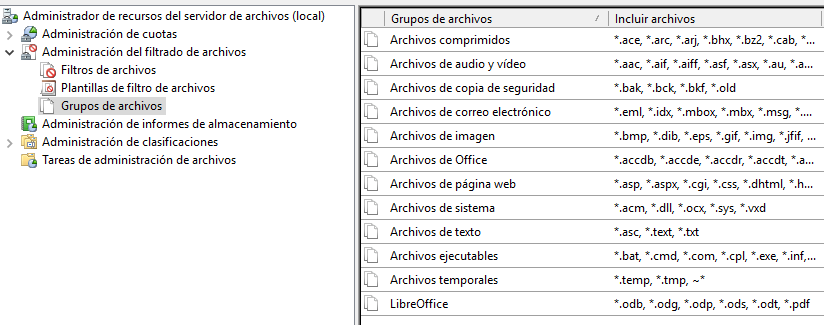 Administrador de recursos del servidor de archivos (local)
Administración de cuotas
Administración del filtrado de archivos
Filtros de archivos
Plantillas de filtro de archivos
Grupos de archivos
Administración de informes de almacenamiento
Administración de clasificaciones
Tareas de administración de archivos
Grupos de archivos Incluir archivos
Archivos comprimidos *.ace, *.arc, *.arj, *.bhx, *.bz2, *.cab, *...
Archivos de audio y vídeo *.aac, *.aif, *.aiff, *.asf, *.asx, *.au, *.a...
Archivos de copia de seguridad *.bak, *.bck, *.bkf, *.old
Archivos de correo electrónico *.eml, *.idx, *.mbox, *.mbx, *.msg, *....
Archivos de imagen *.bmp, *.dib, *.eps, *.gif, *.img, *.jfif, ...
Archivos de Office *.accdb, *.accde, *.accdr, *.accdt, *.a...
Archivos de página web *.asp, *.aspx, *.cgi, *.css, *.dhtml, *.h...
Archivos de sistema *.acm, *.dll, *.ocx, *.sys, *.vxd
Archivos de texto *.asc, *.text, *.txt
Archivos ejecutables *.bat, *.cmd, *.com, *.cpl, *.exe, *.inf,...
Archivos temporales *.temp, *.tmp, ~*
LibreOffice *.odb, *.odg, *.odp, *.ods, *.odt, *.pdf